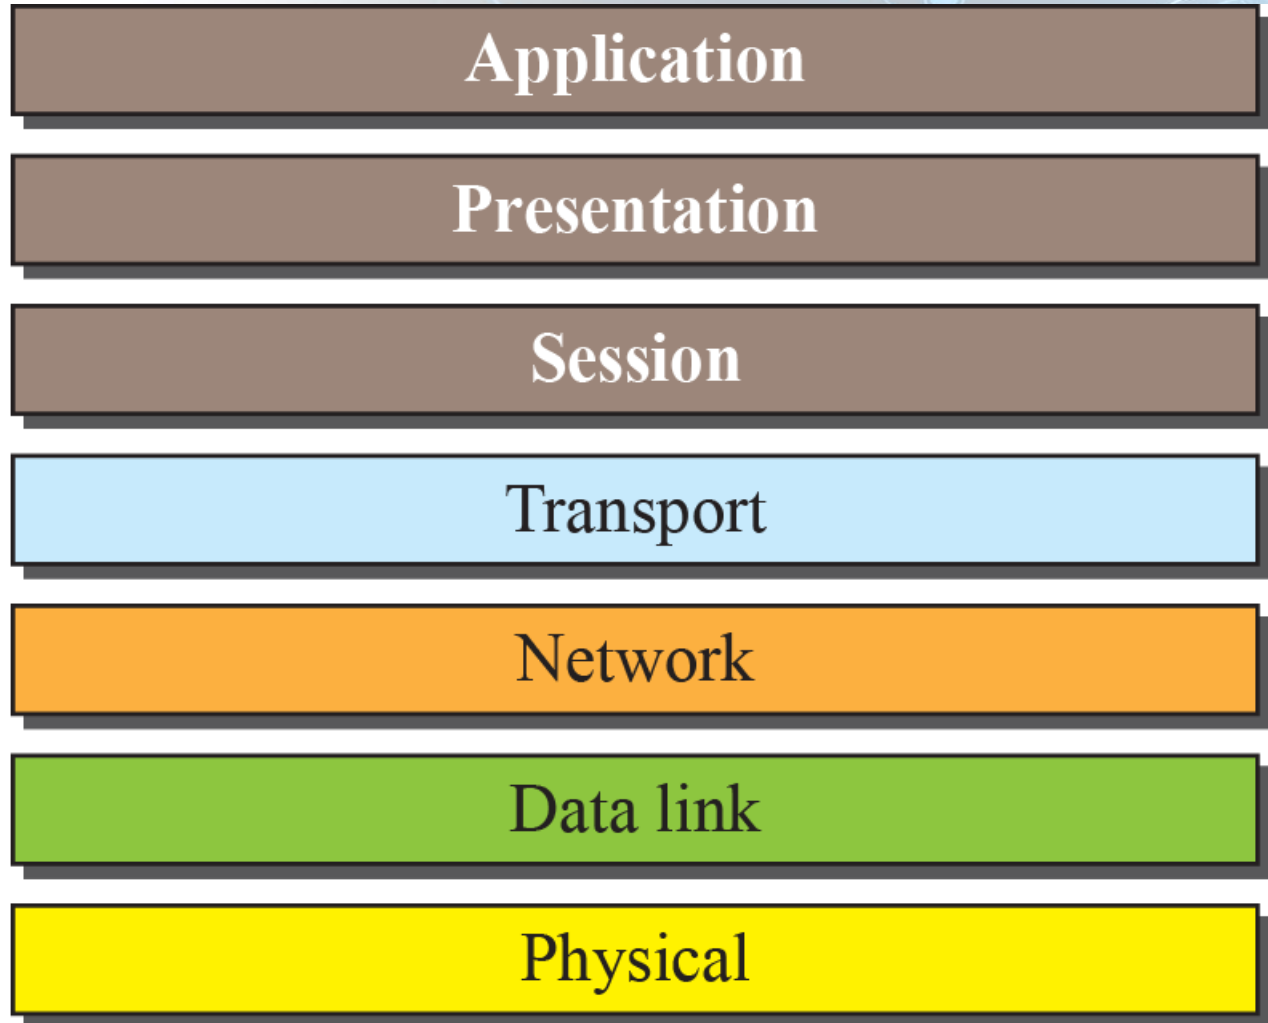 Application
Presentation
Session
Transport
Network
Data link
Physical